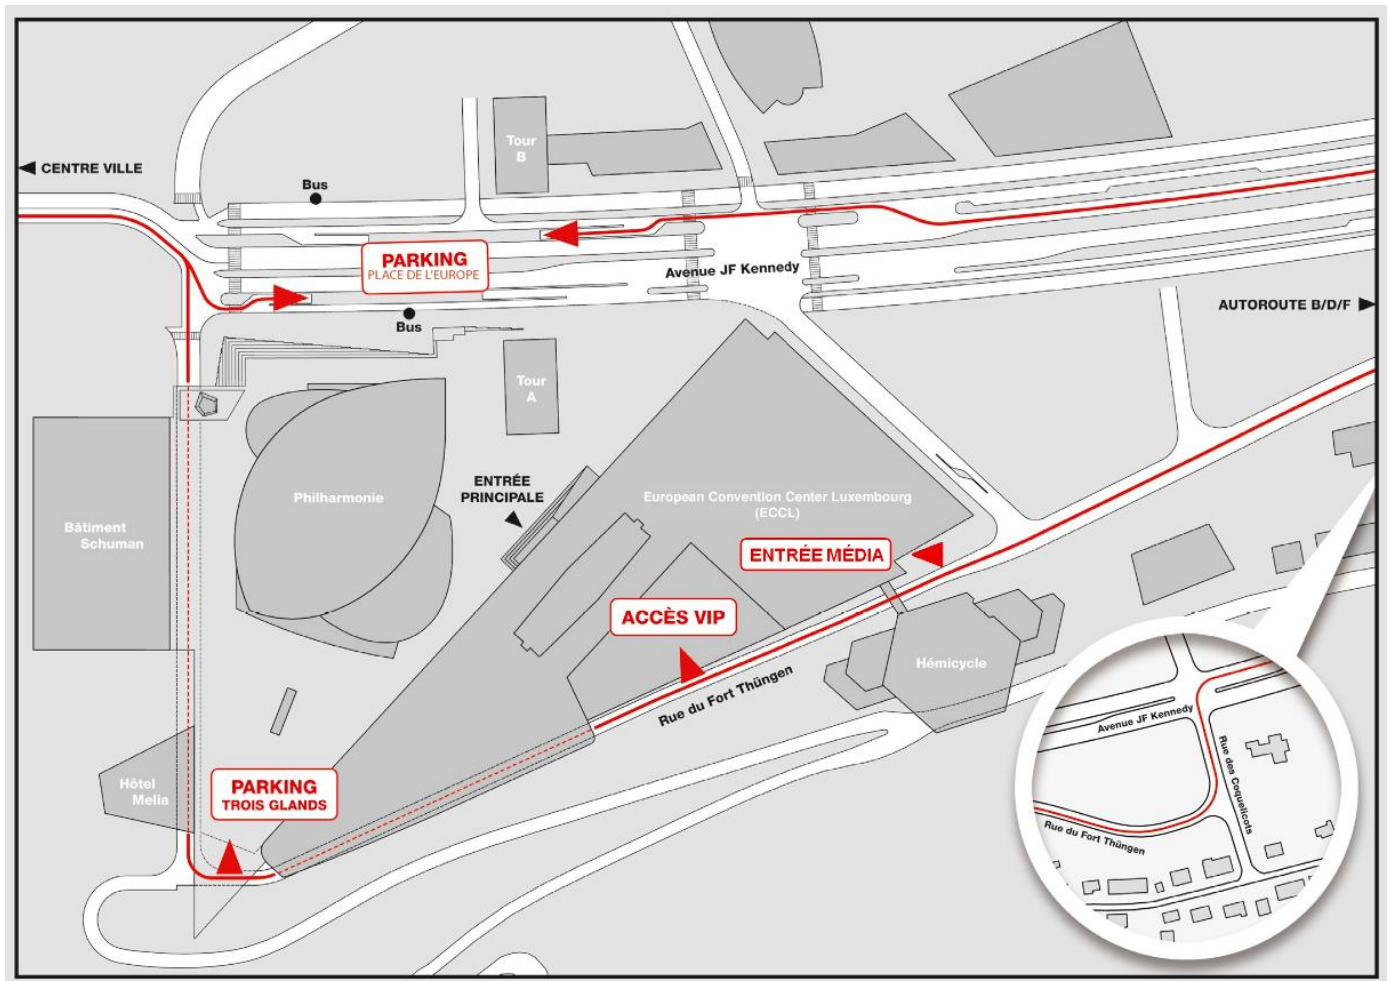 Tour
B
CENTRE VILLE
Bus
PARKING
PLACE DE L'EUROPE
Avenue JF Kennedy
AUTOROUTE B/D/F
Bus
Tour
A
ENTRÉE
PRINCIPALE
Philharmonie
European Convention Center Luxembourg
(ECCL)
Bâtiment
Schuman
ENTRÉE MÉDIA
ACCÈS VIP
Hémicycle
Rue du Fort Thüngen
Hôtel
Melia
PARKING
TROIS GLANDS
Avenue JF Kennedy
Rue des Coquelicots
Rue du Fort Thüngen